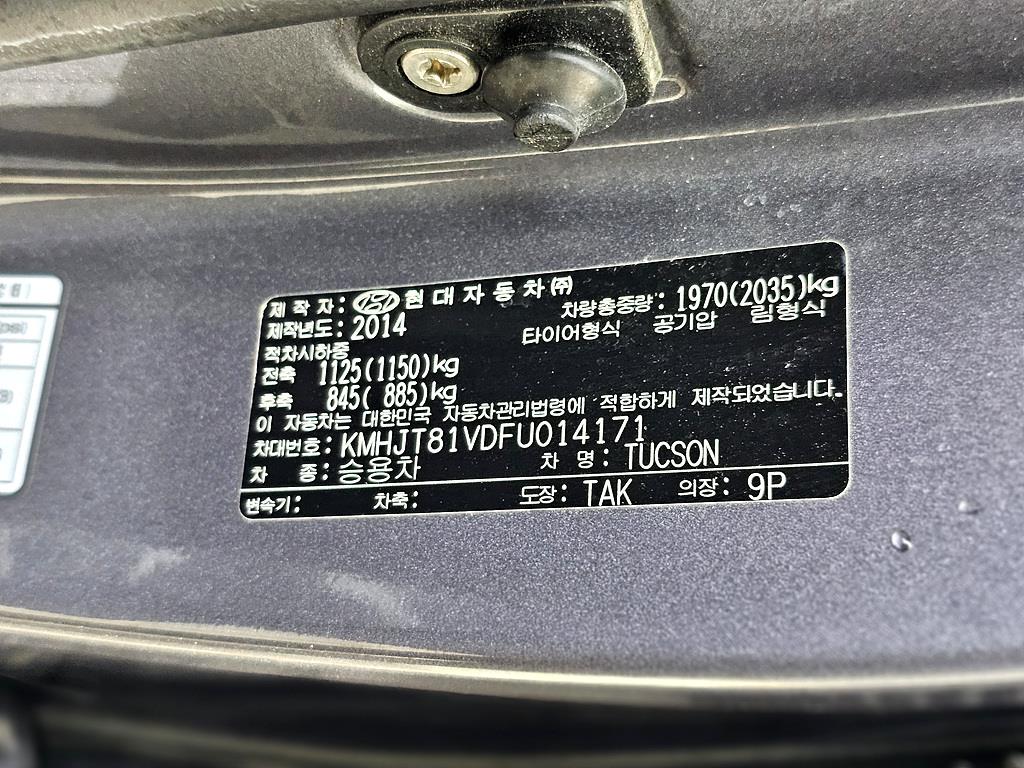 제 작 자: 현 대 자 동 차 ㈜
제작년도: 2014 차량총중량: 1970(2035)kg
타이어형식 공기압 림형식
적차시하중
전축 1125(1150)kg
후축 845( 885)kg
이 자동차는 대한민국 자동차관리법령에 적합하게 제작되었습니다.
차대번호: KMHJT81VDFU014171
차 종: 승용차 차 명: TUCSON
변속기: 차축: 도장: TAK 의장: 9P